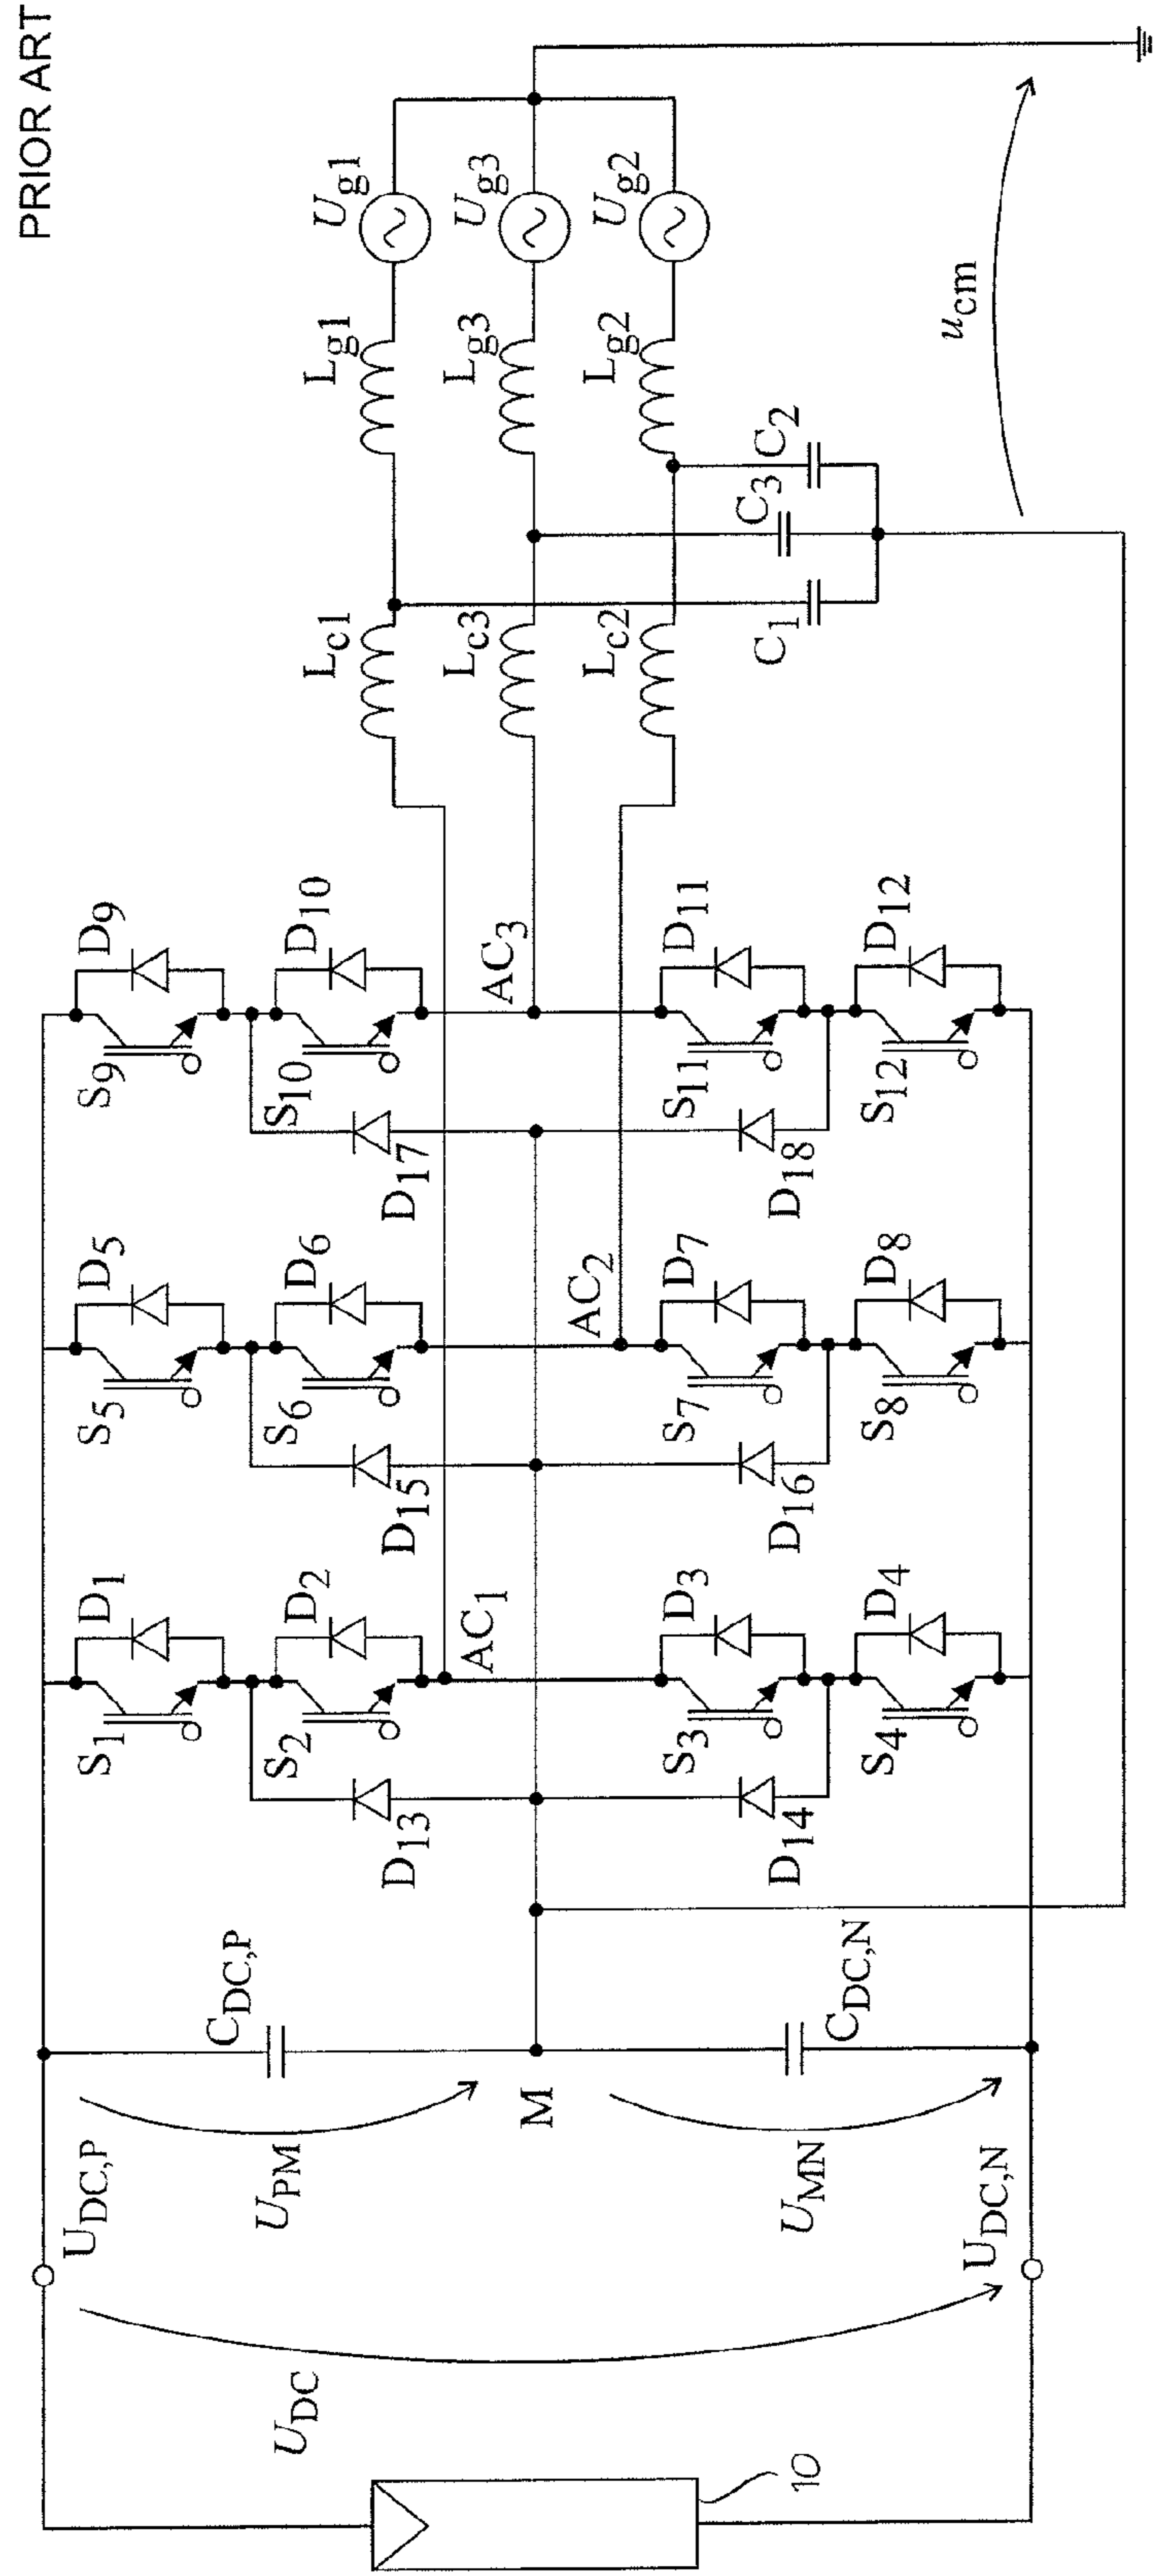 PRIOR ART
U_DC
10
U_DC,P
U_DC,N
U_PM
U_MN
M
C_DC,P
C_DC,N
S_1
D_1
S_2
D_2
D_13
AC_1
S_3
D_3
S_4
D_4
D_14
S_5
D_5
S_6
D_6
D_15
AC_2
S_7
D_7
S_8
D_8
D_16
S_9
D_9
S_10
D_10
D_17
AC_3
S_11
D_11
S_12
D_12
D_18
L_c1
L_c3
L_c2
C_1
C_3
C_2
L_g1
L_g3
L_g2
U_g1
U_g3
U_g2
u_cm